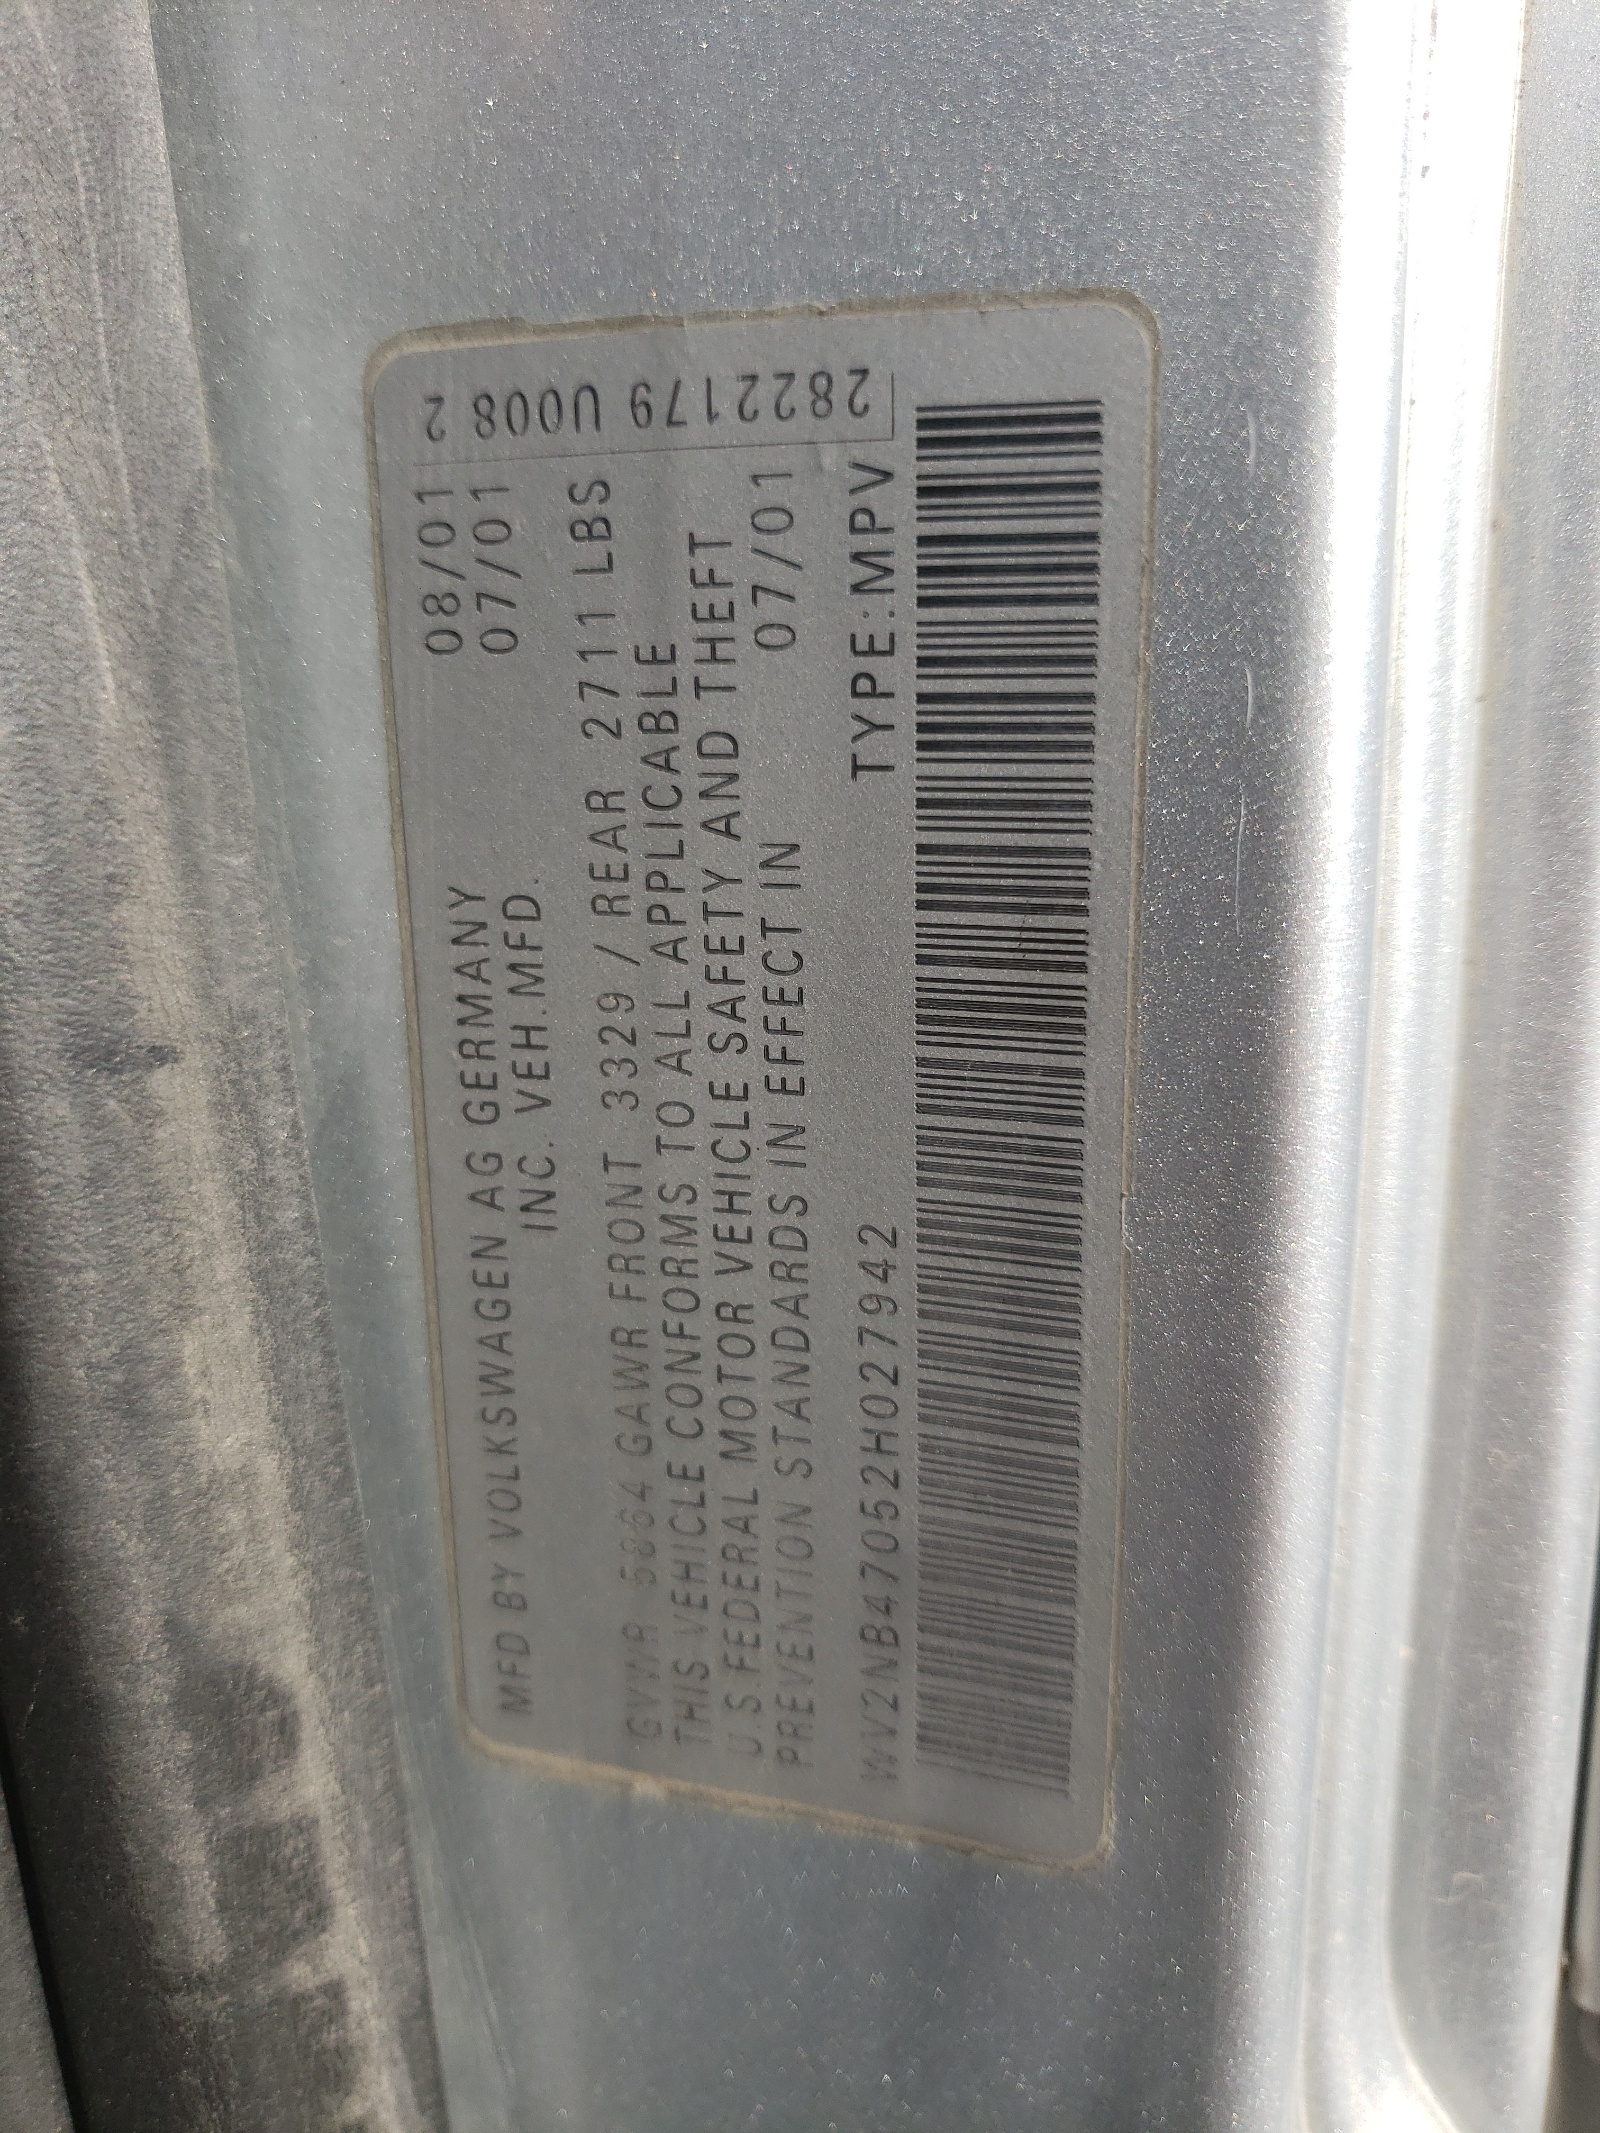 MFD BY VOLKSWAGEN AG GERMANY 08/01
INC. VEH.MFD. 07/01
GVWR 5864 GAWR FRONT 3329 / REAR 2711 LBS
THIS VEHICLE CONFORMS TO ALL APPLICABLE
U.S.FEDERAL MOTOR VEHICLE SAFETY AND THEFT
PREVENTION STANDARDS IN EFFECT IN 07/01
WV2NB47052H027942 TYPE:MPV
2822179 U008 2